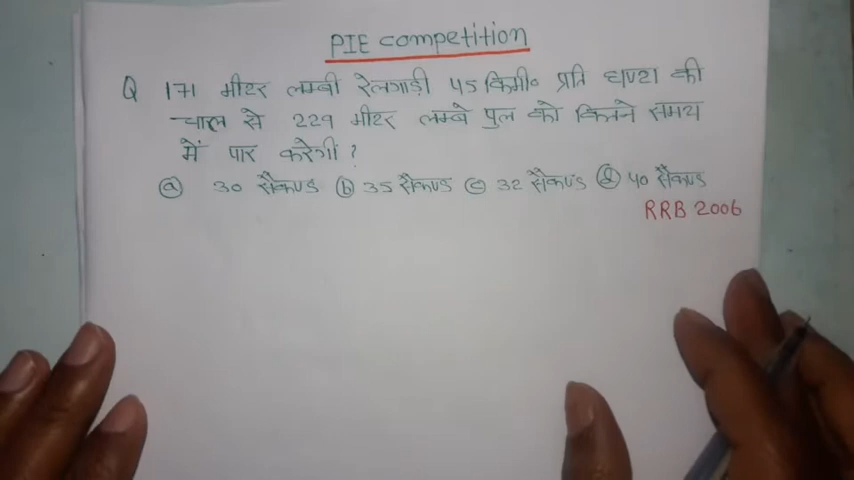 PIE competition
Q 171 मीटर लम्बी रेलगाड़ी 45 किमी० प्रति घण्टा की
चाल से 229 मीटर लम्बे पुल को कितने समय
में पार करेगी ?
(a) 30 सैकण्ड (b) 35 सैकण्ड (c) 32 सैकण्ड (d) 40 सैकण्ड
RRB 2006